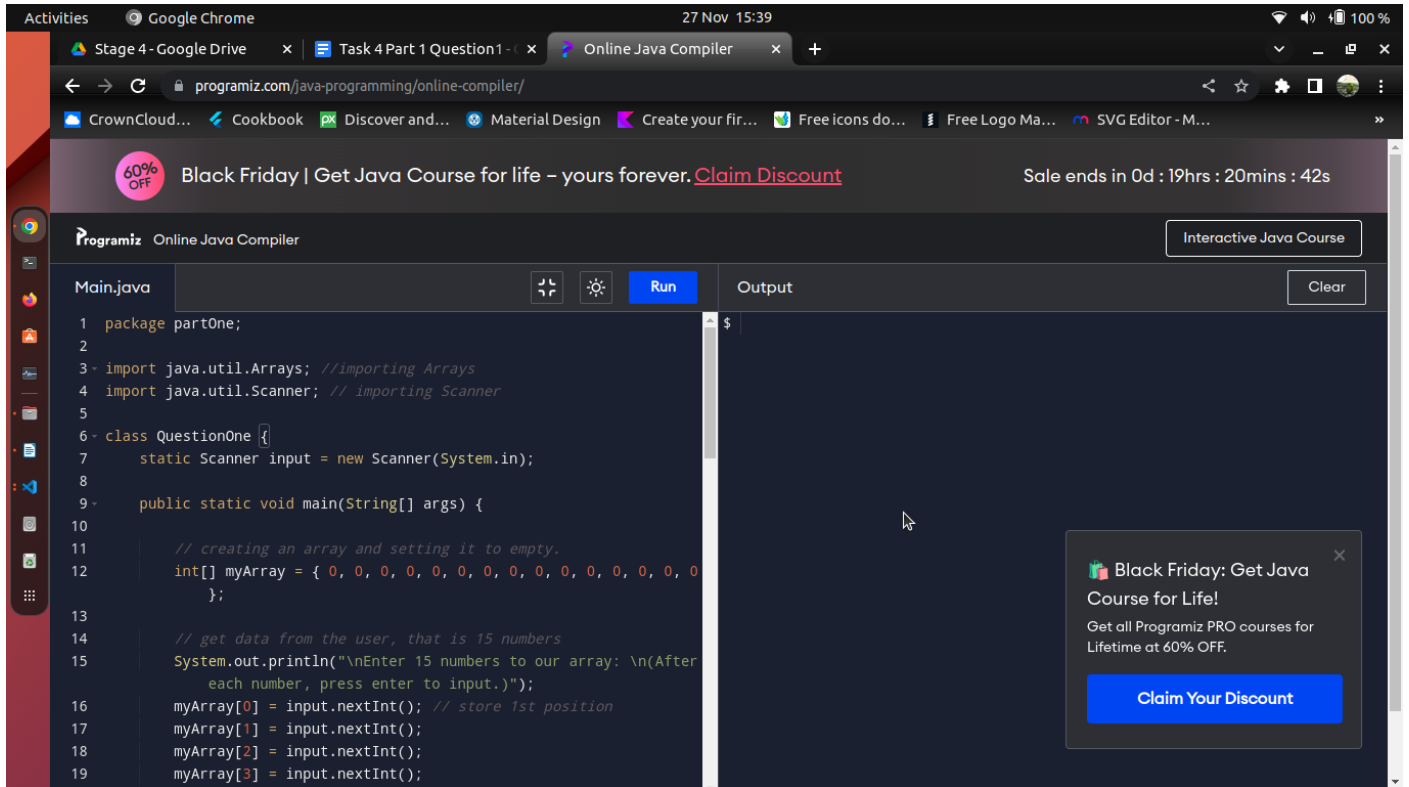 Activities
Google Chrome
27 Nov 15:39
100 %
Stage 4 - Google Drive
Task 4 Part 1 Question1 -
Online Java Compiler
programiz.com/java-programming/online-compiler/
CrownCloud...
Cookbook
Discover and...
Material Design
Create your fir...
Free icons do...
Free Logo Ma...
SVG Editor - M...
»
60%
OFF
Black Friday | Get Java Course for life – yours forever. Claim Discount
Sale ends in 0d : 19hrs : 20mins : 42s
Programiz Online Java Compiler
Interactive Java Course
Main.java
Run
Output
Clear
1 package partOne;
2
3 import java.util.Arrays; //importing Arrays
4 import java.util.Scanner; // importing Scanner
5
6 class QuestionOne {
7 static Scanner input = new Scanner(System.in);
8
9 public static void main(String[] args) {
10
11 // creating an array and setting it to empty.
12 int[] myArray = { 0, 0, 0, 0, 0, 0, 0, 0, 0, 0, 0, 0, 0, 0, 0
};
13
14 // get data from the user, that is 15 numbers
15 System.out.println("\nEnter 15 numbers to our array: \n(After
each number, press enter to input.)");
16 myArray[0] = input.nextInt(); // store 1st position
17 myArray[1] = input.nextInt();
18 myArray[2] = input.nextInt();
19 myArray[3] = input.nextInt();
$
Black Friday: Get Java
Course for Life!
Get all Programiz PRO courses for
Lifetime at 60% OFF.
Claim Your Discount